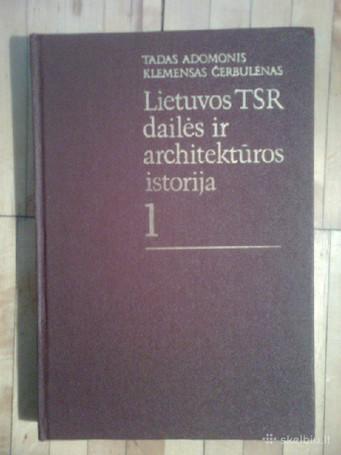 TADAS ADOMONIS
KLEMENSAS ČERBULĖNAS
Lietuvos TSR
dailės ir
architektūros
istorija
1
skelbiu.lt